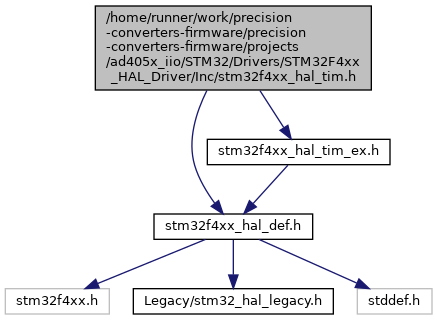 /home/runner/work/precision
-converters-firmware/precision
-converters-firmware/projects
/ad405x_iio/STM32/Drivers/STM32F4xx
_HAL_Driver/Inc/stm32f4xx_hal_tim.h
stm32f4xx_hal_tim_ex.h
stm32f4xx_hal_def.h
stm32f4xx.h
Legacy/stm32_hal_legacy.h
stddef.h